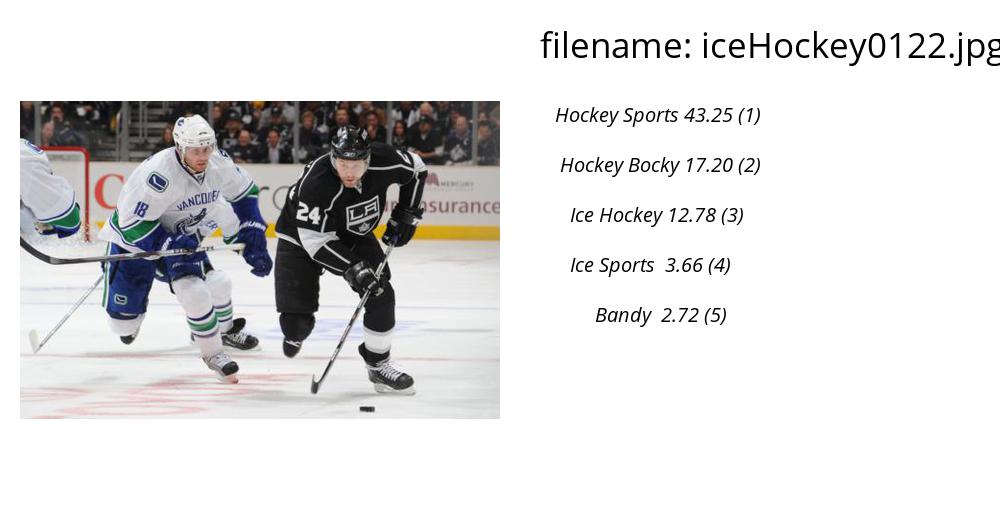 filename: iceHockey0122.jpg
Hockey Sports 43.25 (1)
Hockey Bocky 17.20 (2)
Ice Hockey 12.78 (3)
Ice Sports 3.66 (4)
Bandy 2.72 (5)
18
VANCOUVER
24
LA
MERCURY
insurance